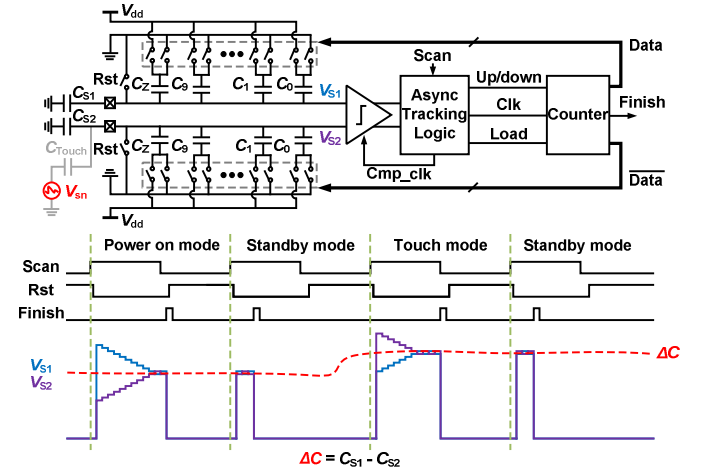 Vdd
Scan
Data
Rst
CZ
C9
C1
C0
VS1
Up/down
CS1
CS2
Async
Tracking
Logic
Clk
Counter
Finish
VS2
Load
CTouch
Rst
CZ
C9
C1
C0
Vsn
Cmp_clk
Data
Vdd
Power on mode
Standby mode
Touch mode
Standby mode
Scan
Rst
Finish
VS1
VS2
ΔC
ΔC = CS1 - CS2